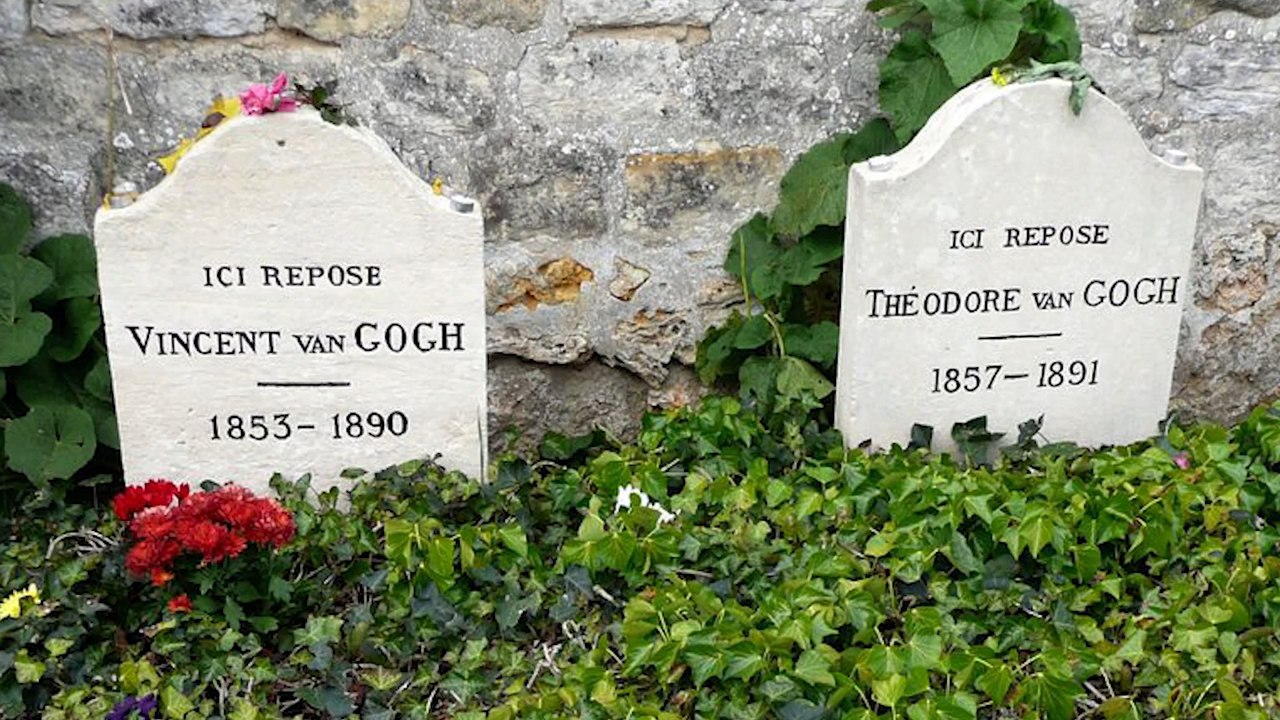 ICI REPOSE
VINCENT VAN GOGH
1853 – 1890
ICI REPOSE
THÉODORE VAN GOGH
1857 – 1891